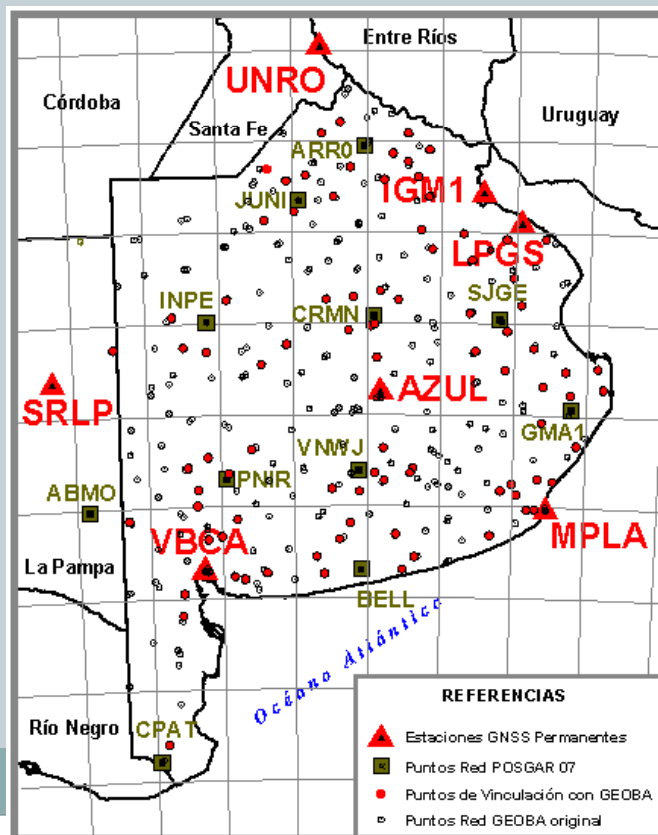 Entre Ríos
UNRO
Córdoba
Uruguay
Santa Fe
ARR0
IGM1
JUNI
LPGS
INPE
CRMN
SJGE
SRLP
AZUL
GMA1
VNWJ
PNIR
ABMO
VBCA
MPLA
La Pampa
BELL
Océano Atlántico
Río Negro
CPAT
REFERENCIAS
Estaciones GNSS Permanentes
Puntos Red POSGAR 07
Puntos de Vinculación con GEOBA
Puntos Red GEOBA original